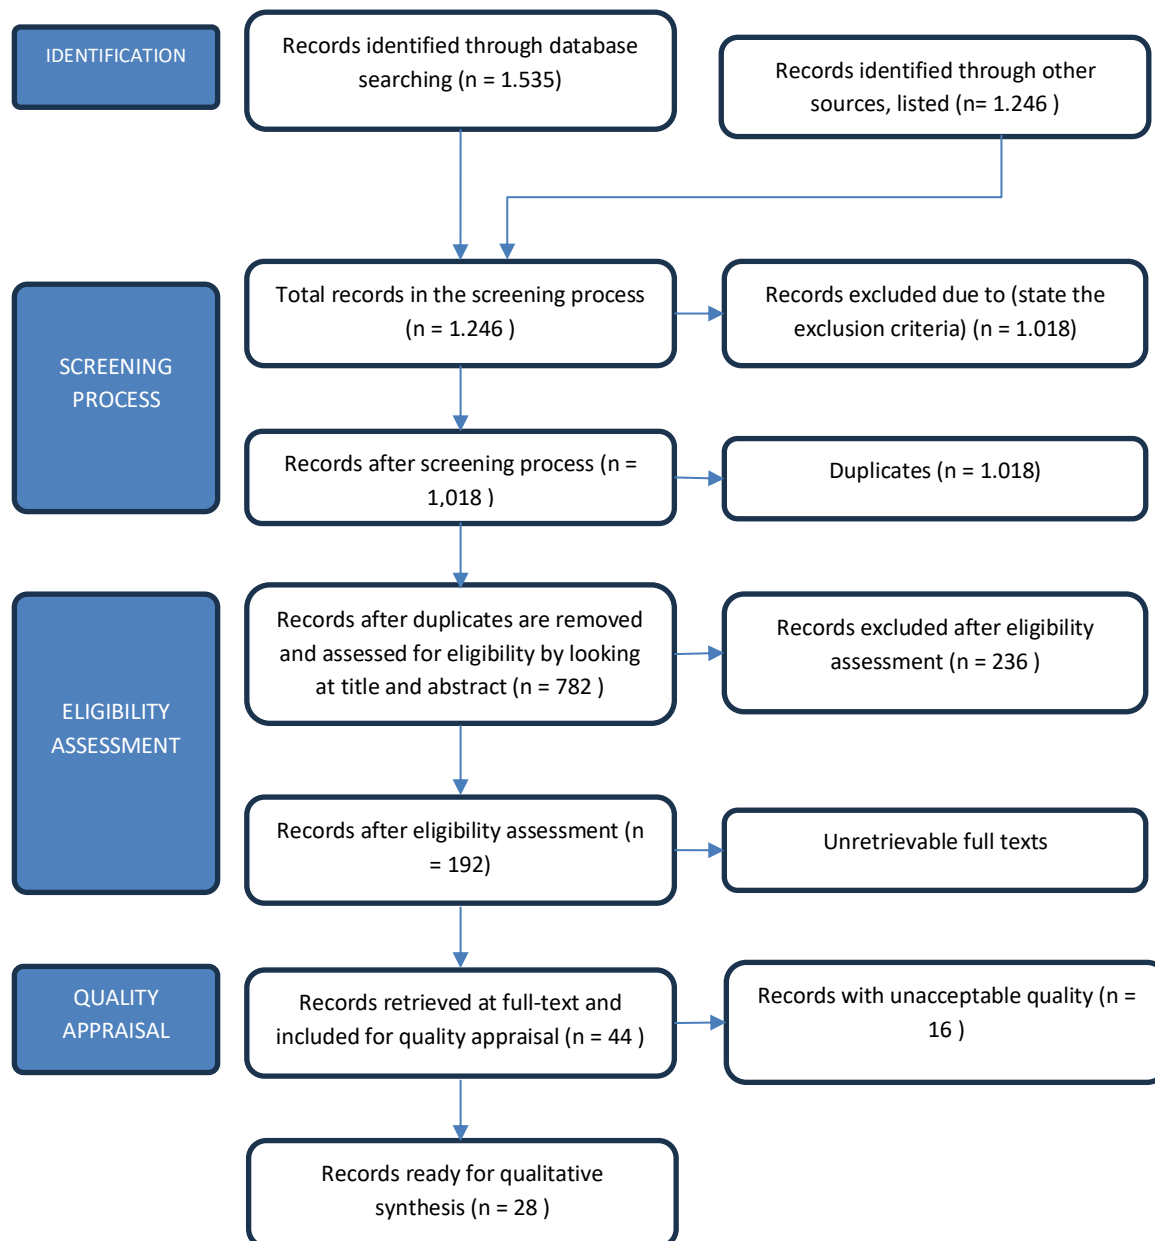 IDENTIFICATION
Records identified through database
searching (n = 1.535)
Records identified through other
sources, listed (n= 1.246 )
SCREENING
PROCESS
Total records in the screening process
(n = 1.246 )
Records excluded due to (state the
exclusion criteria) (n = 1.018)
Records after screening process (n =
1,018 )
Duplicates (n = 1.018)
ELIGIBILITY
ASSESSMENT
Records after duplicates are removed
and assessed for eligibility by looking
at title and abstract (n = 782 )
Records excluded after eligibility
assessment (n = 236 )
Records after eligibility assessment (n
= 192)
Unretrievable full texts
QUALITY
APPRAISAL
Records retrieved at full-text and
included for quality appraisal (n = 44 )
Records with unacceptable quality (n =
16 )
Records ready for qualitative
synthesis (n = 28 )